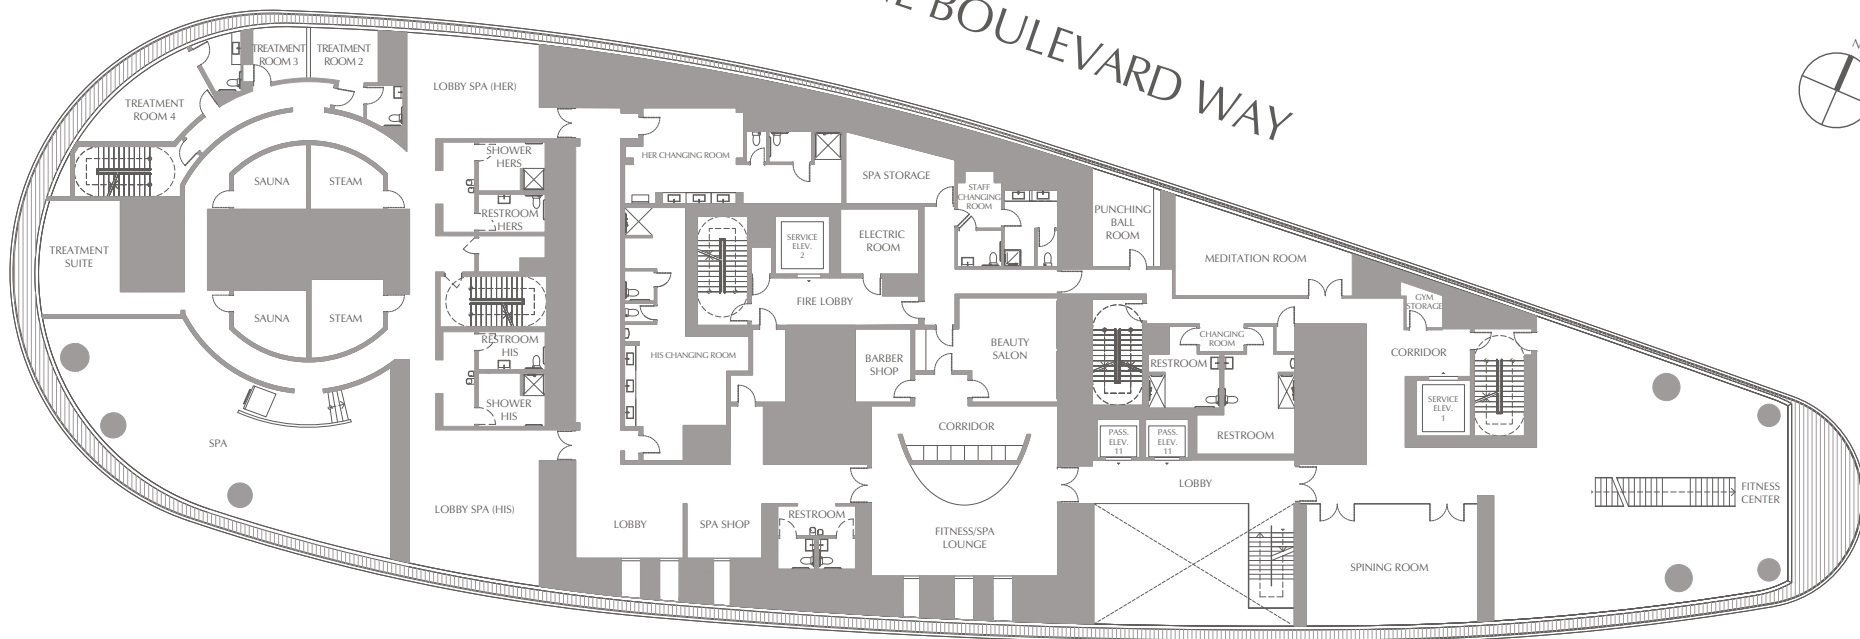 BOULEVARD WAY
N
TREATMENT
ROOM 3
TREATMENT
ROOM 2
TREATMENT
ROOM 4
LOBBY SPA (HER)
SHOWER
HERS
RESTROOM
HERS
SAUNA
STEAM
TREATMENT
SUITE
SAUNA
STEAM
RESTROOM
HIS
SHOWER
HIS
SPA
LOBBY SPA (HIS)
HER CHANGING ROOM
SPA STORAGE
STAFF
CHANGING
ROOM
SERVICE
ELEV.
2
ELECTRIC
ROOM
FIRE LOBBY
HIS CHANGING ROOM
BARBER
SHOP
BEAUTY
SALON
CORRIDOR
LOBBY
SPA SHOP
RESTROOM
FITNESS/SPA
LOUNGE
PUNCHING
BALL
ROOM
MEDITATION ROOM
GYM
STORAGE
CHANGING
ROOM
RESTROOM
CORRIDOR
SERVICE
ELEV.
1
PASS.
ELEV.
11
PASS.
ELEV.
11
RESTROOM
LOBBY
SPINING ROOM
FITNESS
CENTER